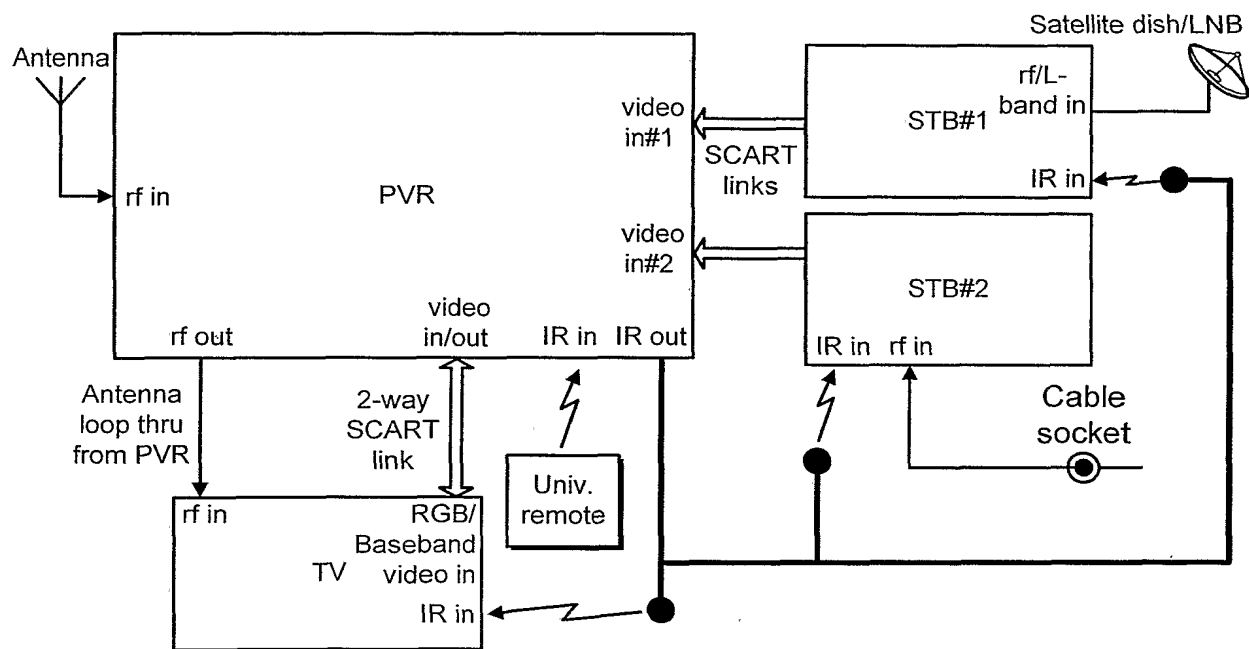 Satellite dish/LNB
Antenna
rf/L-
band in
STB#1
IR in
video
in#1
SCART
links
PVR
rf in
video
in#2
STB#2
IR in
rf in
rf out
video
in/out
IR in
IR out
Antenna
loop thru
from PVR
2-way
SCART
link
Cable
socket
Univ.
remote
rf in
RGB/
Baseband
video in
TV
IR in